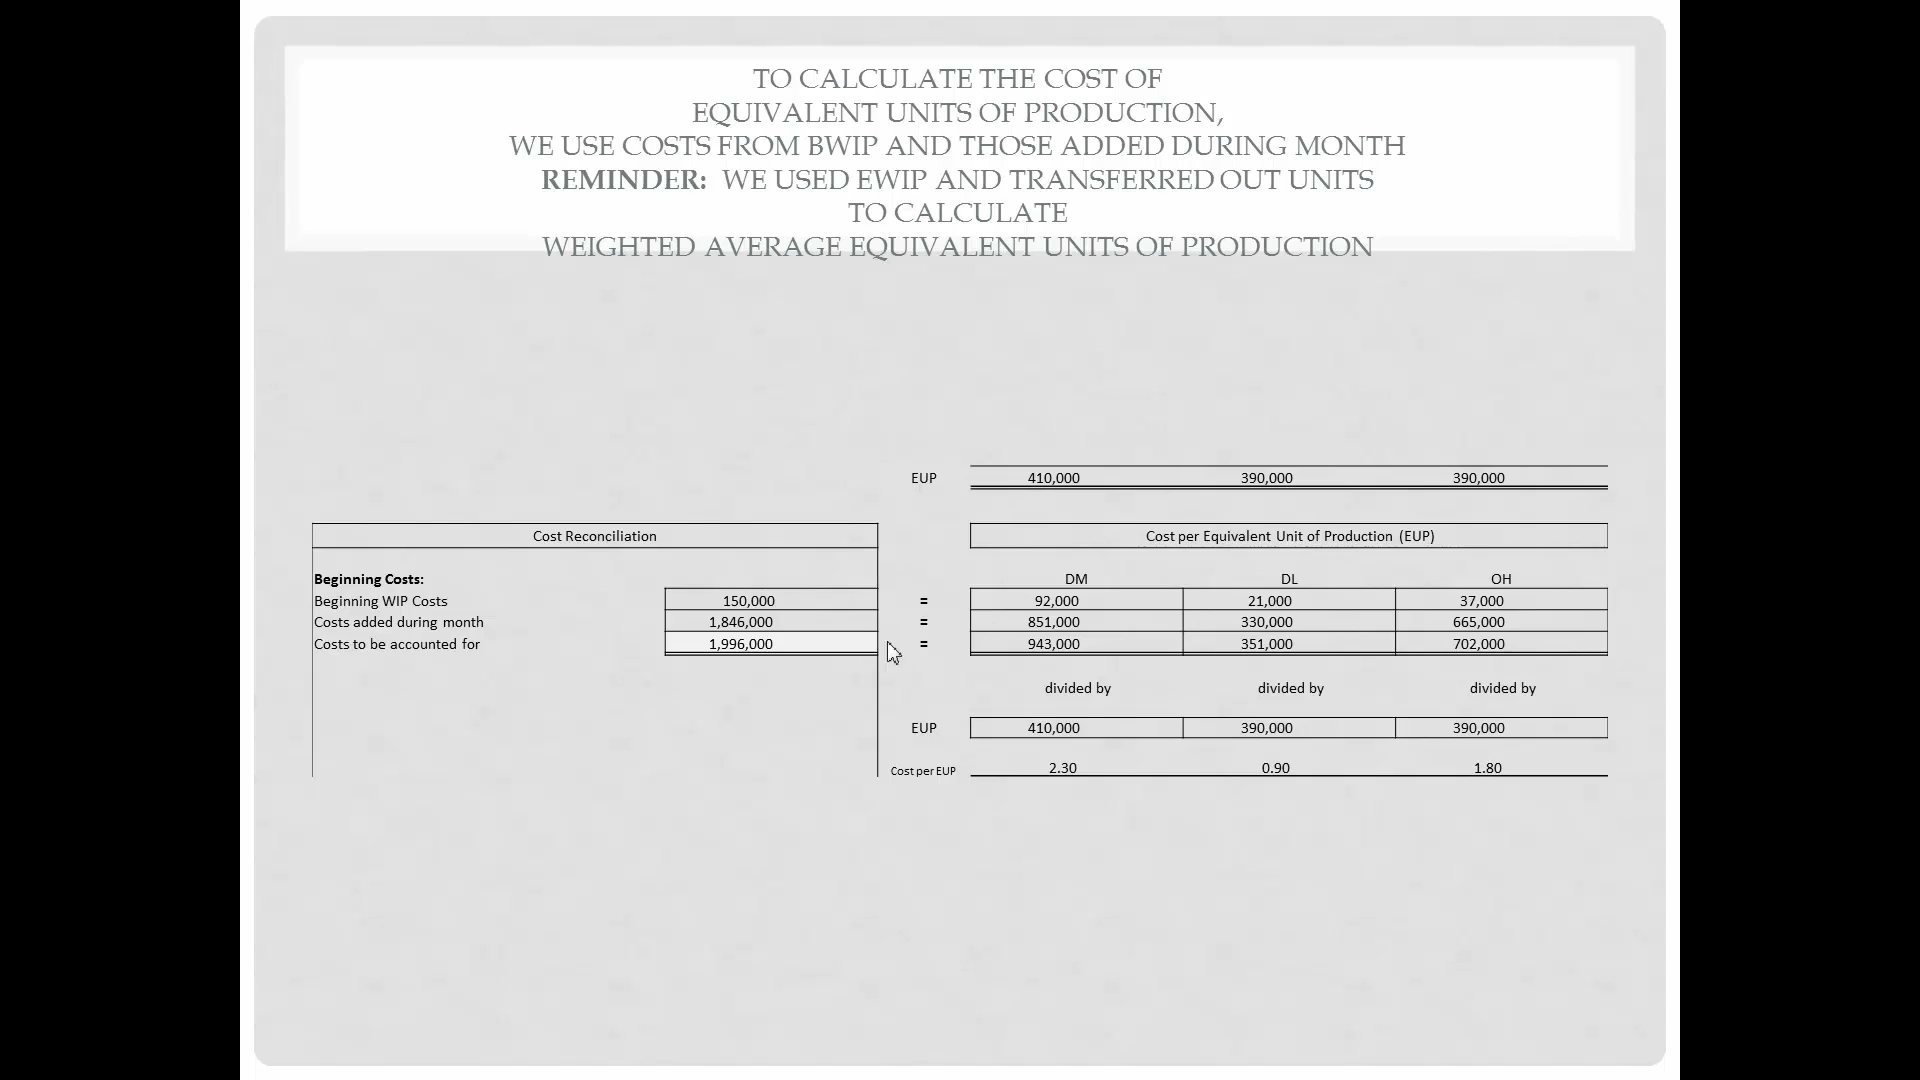 TO CALCULATE THE COST OF
EQUIVALENT UNITS OF PRODUCTION,
WE USE COSTS FROM BWIP AND THOSE ADDED DURING MONTH
REMINDER: WE USED EWIP AND TRANSFERRED OUT UNITS
TO CALCULATE
WEIGHTED AVERAGE EQUIVALENT UNITS OF PRODUCTION
EUP 410,000 390,000 390,000
Cost Reconciliation Cost per Equivalent Unit of Production (EUP)
Beginning Costs: DM DL OH
Beginning WIP Costs 150,000 = 92,000 21,000 37,000
Costs added during month 1,846,000 = 851,000 330,000 665,000
Costs to be accounted for 1,996,000 = 943,000 351,000 702,000
divided by divided by divided by
EUP 410,000 390,000 390,000
Cost per EUP 2.30 0.90 1.80